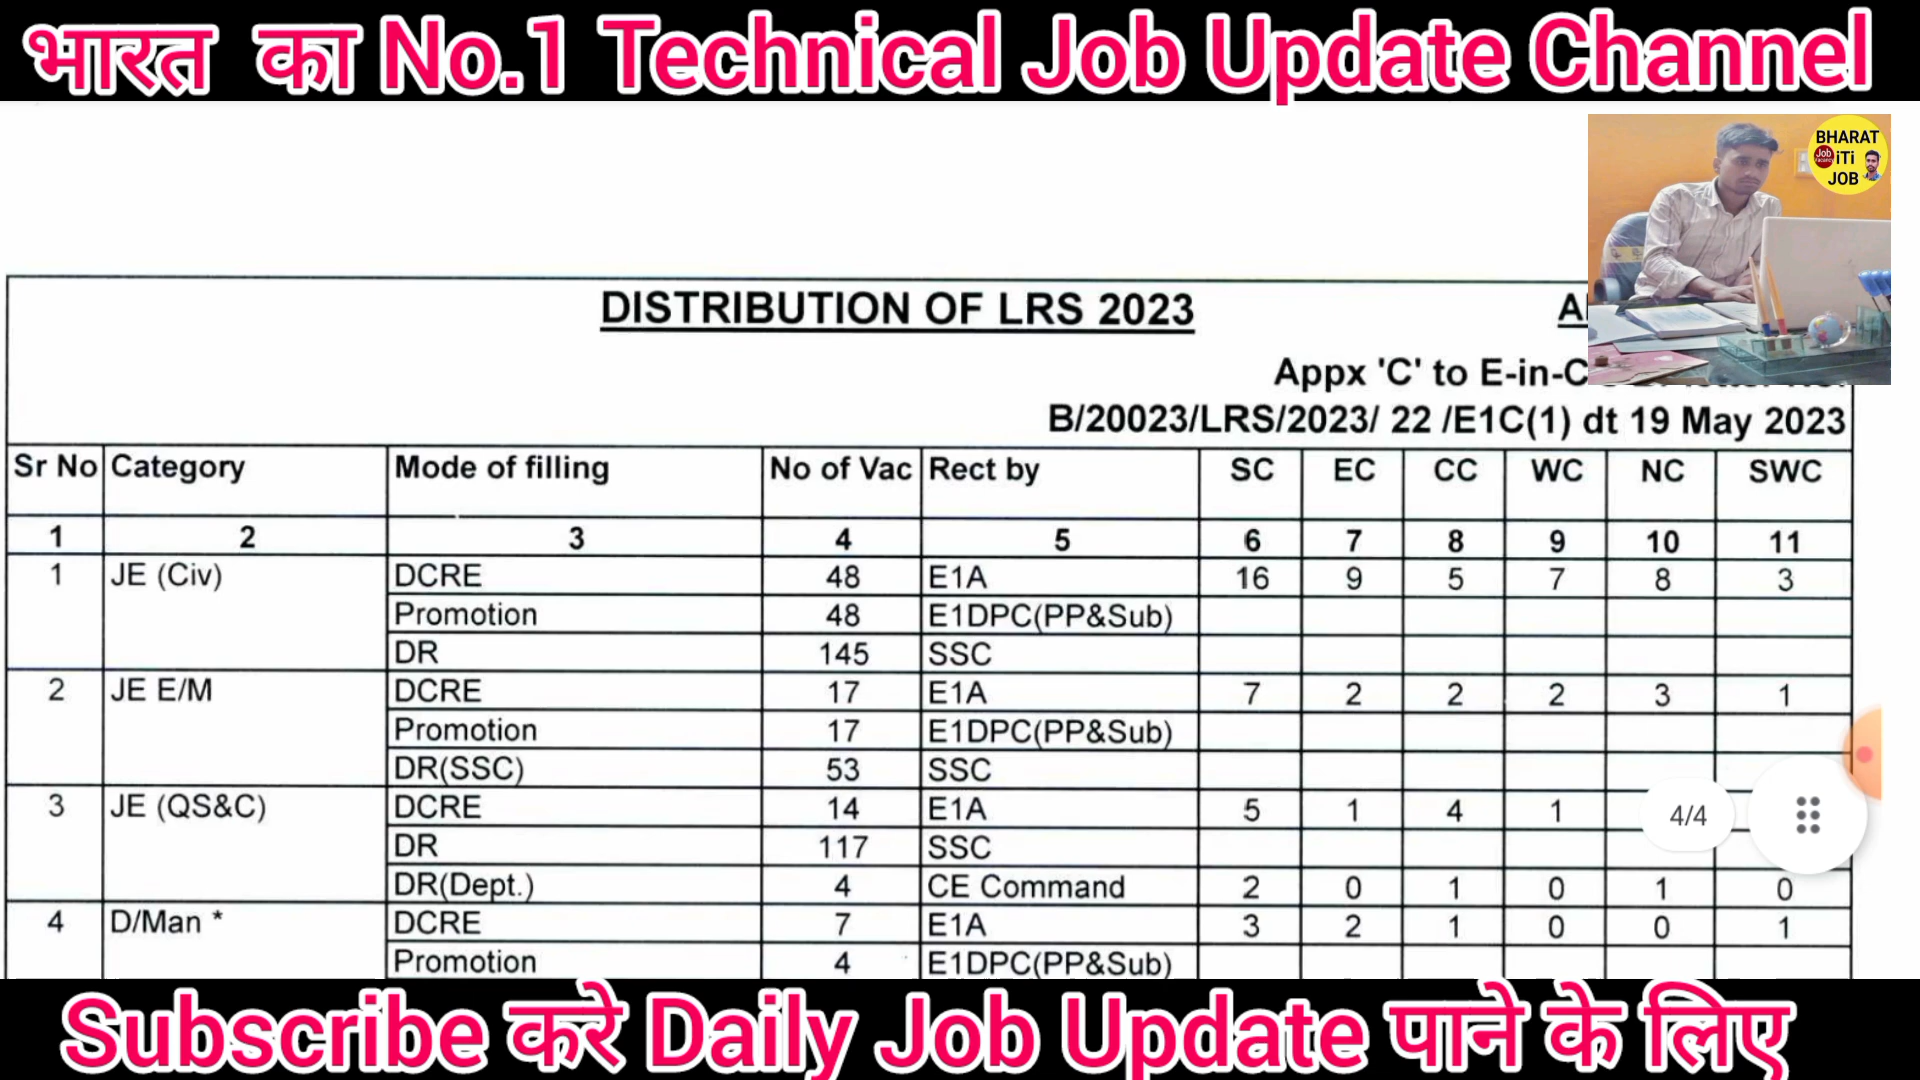 भारत का No.1 Technical Job Update Channel
BHARAT
Job
iTi
JOB
DISTRIBUTION OF LRS 2023
Appx 'C' to E-in-C
B/20023/LRS/2023/ 22 /E1C(1) dt 19 May 2023
Sr No Category Mode of filling No of Vac Rect by SC EC CC WC NC SWC
1 2 3 4 5 6 7 8 9 10 11
1 JE (Civ) DCRE 48 E1A 16 9 5 7 8 3
Promotion 48 E1DPC(PP&Sub)
DR 145 SSC
2 JE E/M DCRE 17 E1A 7 2 2 2 3 1
Promotion 17 E1DPC(PP&Sub)
DR(SSC) 53 SSC
3 JE (QS&C) DCRE 14 E1A 5 1 4 1
4/4
DR 117 SSC
DR(Dept.) 4 CE Command 2 0 1 0 1 0
4 D/Man * DCRE 7 E1A 3 2 1 0 0 1
Promotion 4 E1DPC(PP&Sub)
Subscribe करे Daily Job Update पाने के लिए